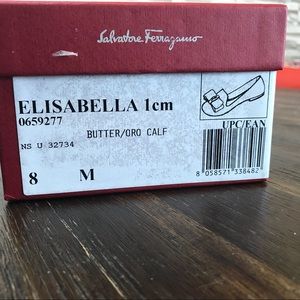 Salvatore Ferragamo
ELISABELLA 1cm
0659277
BUTTER/ORO CALF
NS U 32734
UPC/EAN
8 M
8 058571 338482